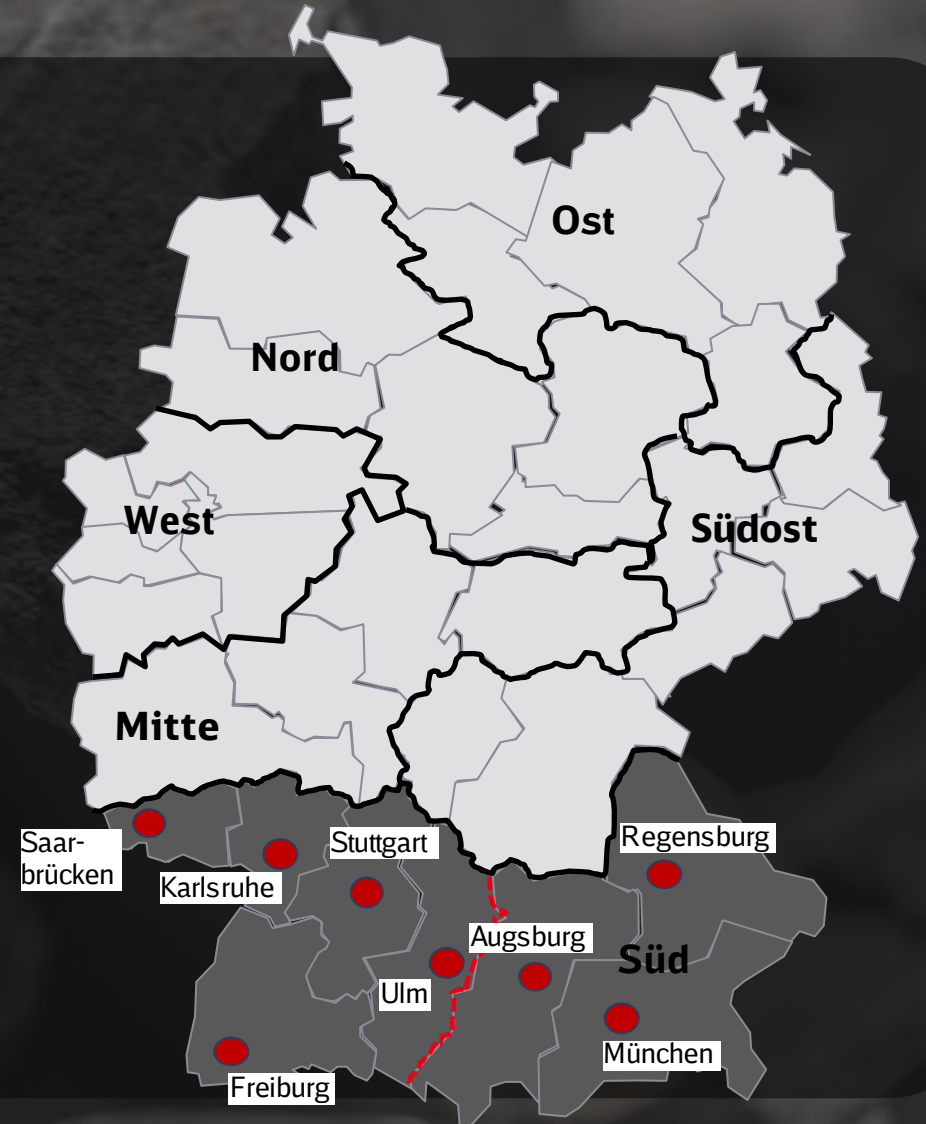 Ost
Nord
West
Südost
Mitte
Saar-
brücken
Stuttgart
Regensburg
Karlsruhe
Augsburg
Süd
Ulm
München
Freiburg